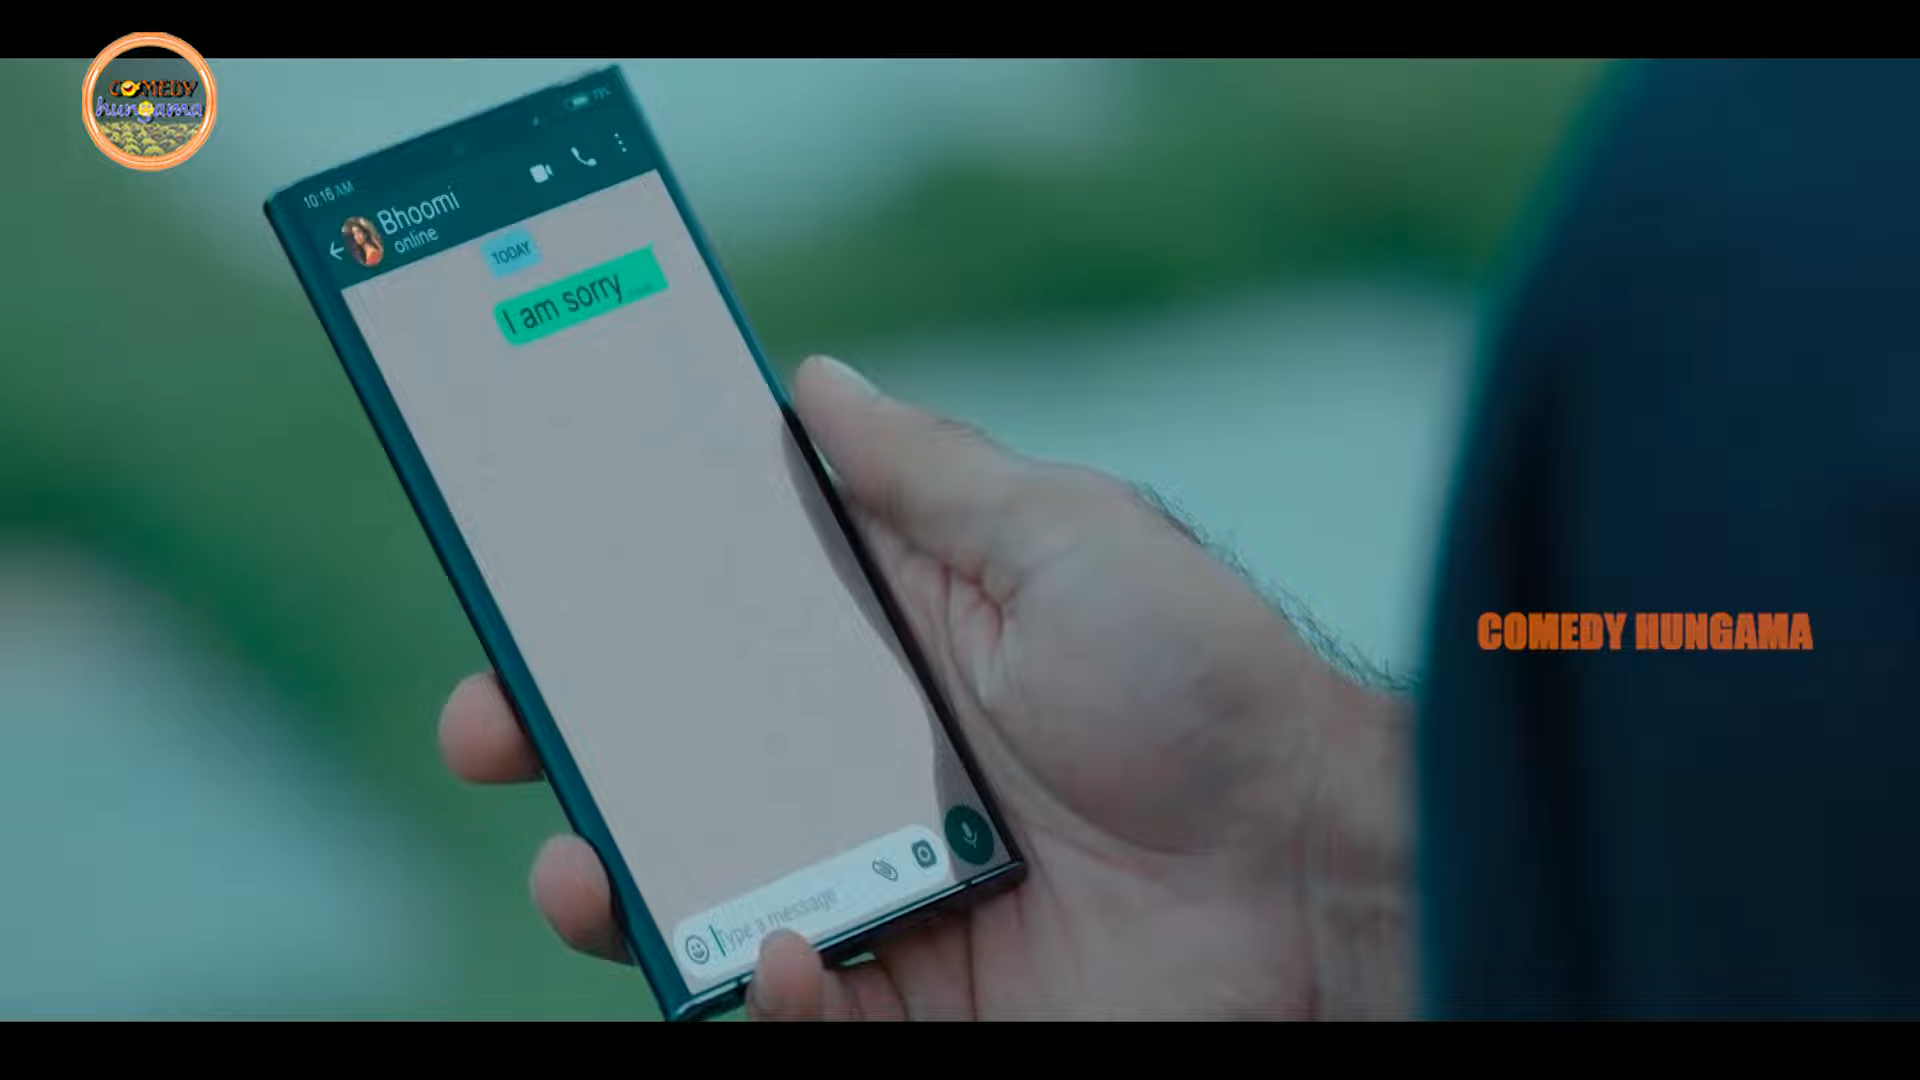 COMEDY
hungama
10:16 AM
Bhoomi
online
TODAY
I am sorry
COMEDY HUNGAMA
Type a message